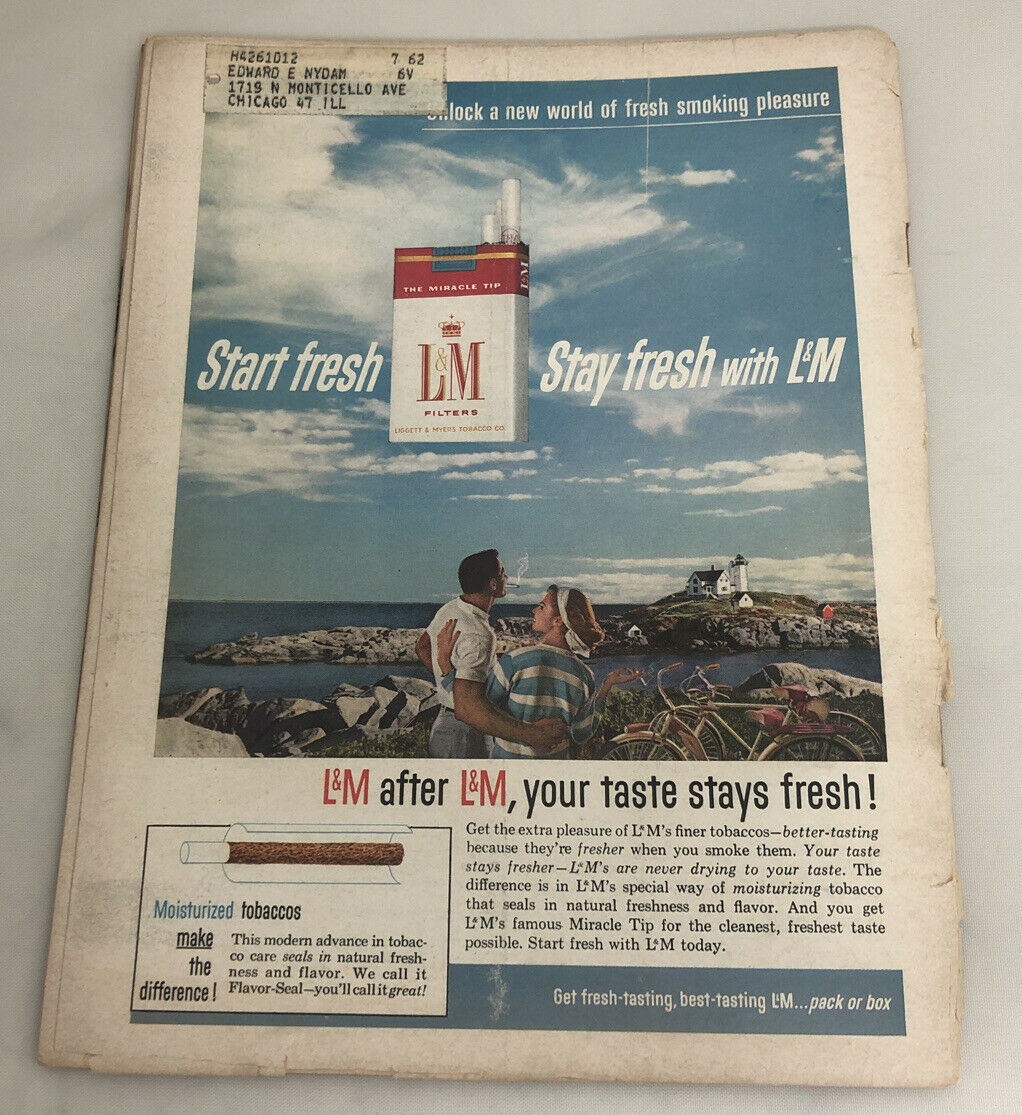 H4261012 7 62
EDWARD E NYDAM 6V
1719 N MONTICELLO AVE
CHICAGO 47 ILL
lock a new world of fresh smoking pleasure
THE MIRACLE TIP
L&M
L&M
FILTERS
LIGGETT & MYERS TOBACCO CO.
Start fresh
Stay fresh with L&M
L&M after L&M, your taste stays fresh!
Get the extra pleasure of L&M's finer tobaccos—better-tasting
because they're fresher when you smoke them. Your taste
stays fresher—L&M's are never drying to your taste. The
difference is in L&M's special way of moisturizing tobacco
that seals in natural freshness and flavor. And you get
L&M's famous Miracle Tip for the cleanest, freshest taste
possible. Start fresh with L&M today.
Moisturized tobaccos
make
the
difference!
This modern advance in tobac-
co care seals in natural fresh-
ness and flavor. We call it
Flavor-Seal—you'll call it great!
Get fresh-tasting, best-tasting L&M...pack or box